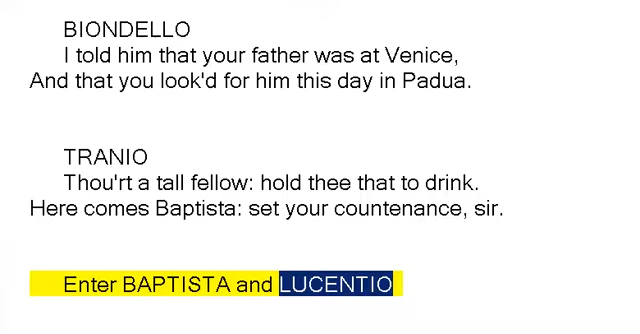 BIONDELLO
I told him that your father was at Venice,
And that you look'd for him this day in Padua.
TRANIO
Thou'rt a tall fellow: hold thee that to drink.
Here comes Baptista: set your countenance, sir.
Enter BAPTISTA and LUCENTIO